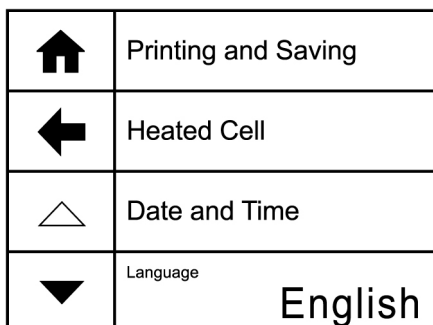 Printing and Saving
Heated Cell
Date and Time
Language
English